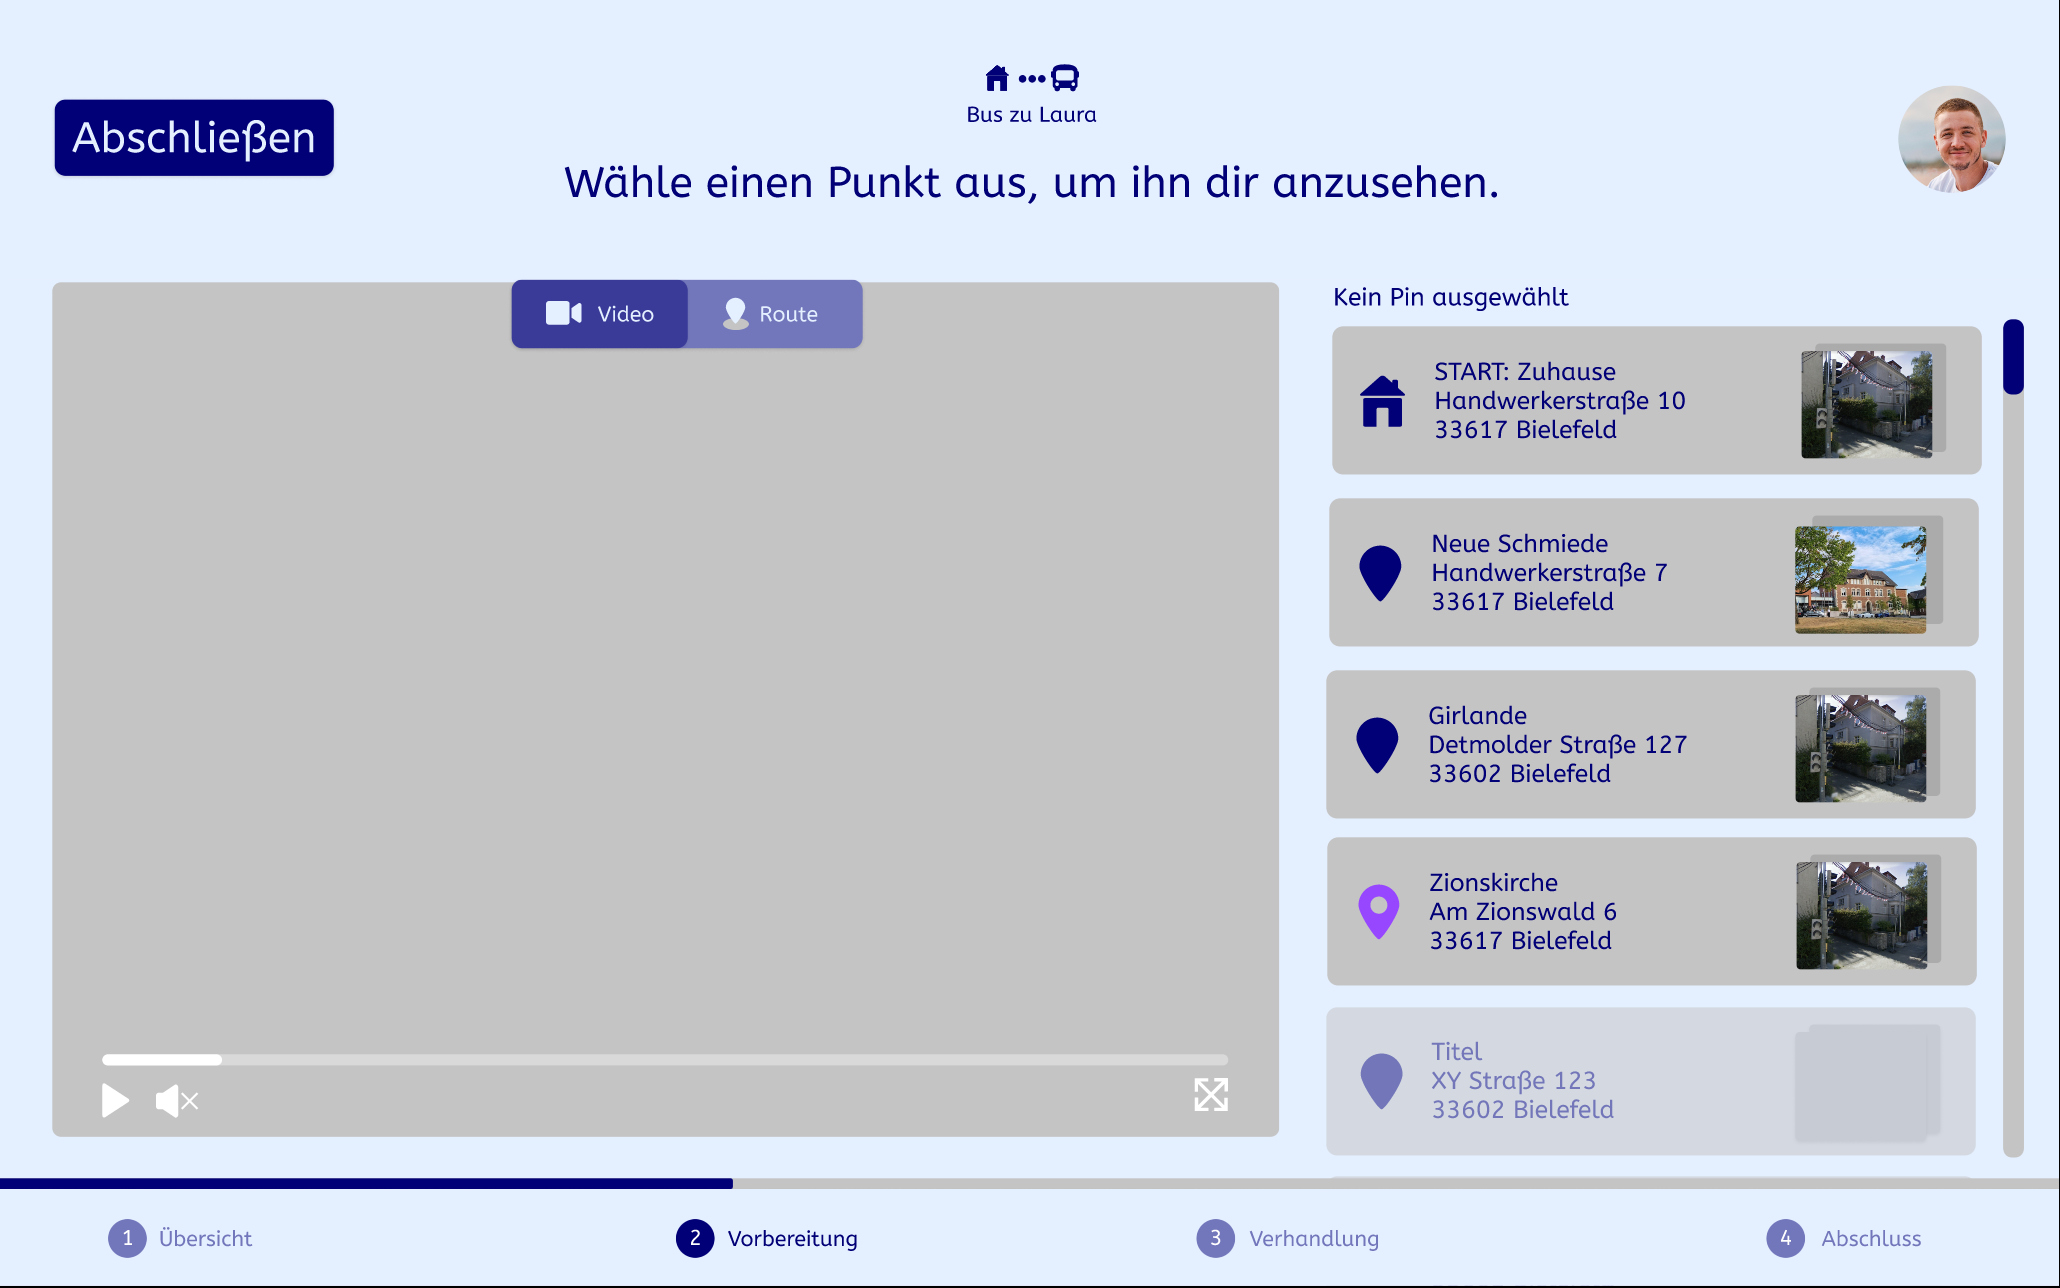 Bus zu Laura
Abschließen
Wähle einen Punkt aus, um ihn dir anzusehen.
Video
Route
Kein Pin ausgewählt
START: Zuhause
Handwerkerstraße 10
33617 Bielefeld
Neue Schmiede
Handwerkerstraße 7
33617 Bielefeld
Girlande
Detmolder Straße 127
33602 Bielefeld
Zionskirche
Am Zionswald 6
33617 Bielefeld
Titel
XY Straße 123
33602 Bielefeld
1 Übersicht
2 Vorbereitung
3 Verhandlung
4 Abschluss